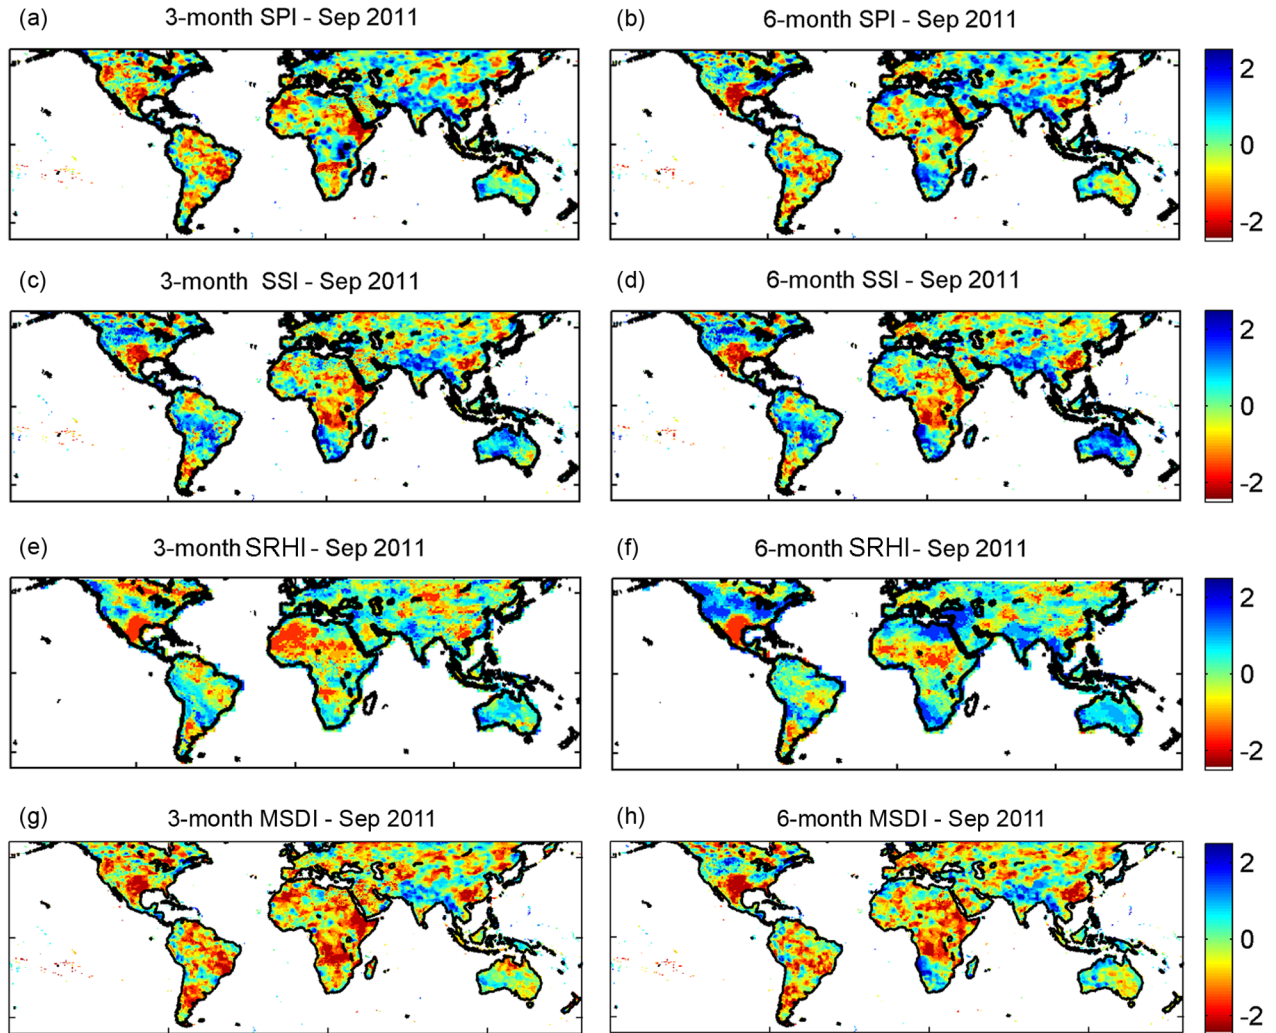 (a) 3-month SPI - Sep 2011
(b) 6-month SPI - Sep 2011
2
0
-2
(c) 3-month SSI - Sep 2011
(d) 6-month SSI - Sep 2011
2
0
-2
(e) 3-month SRHI - Sep 2011
(f) 6-month SRHI - Sep 2011
2
0
-2
(g) 3-month MSDI - Sep 2011
(h) 6-month MSDI - Sep 2011
2
0
-2